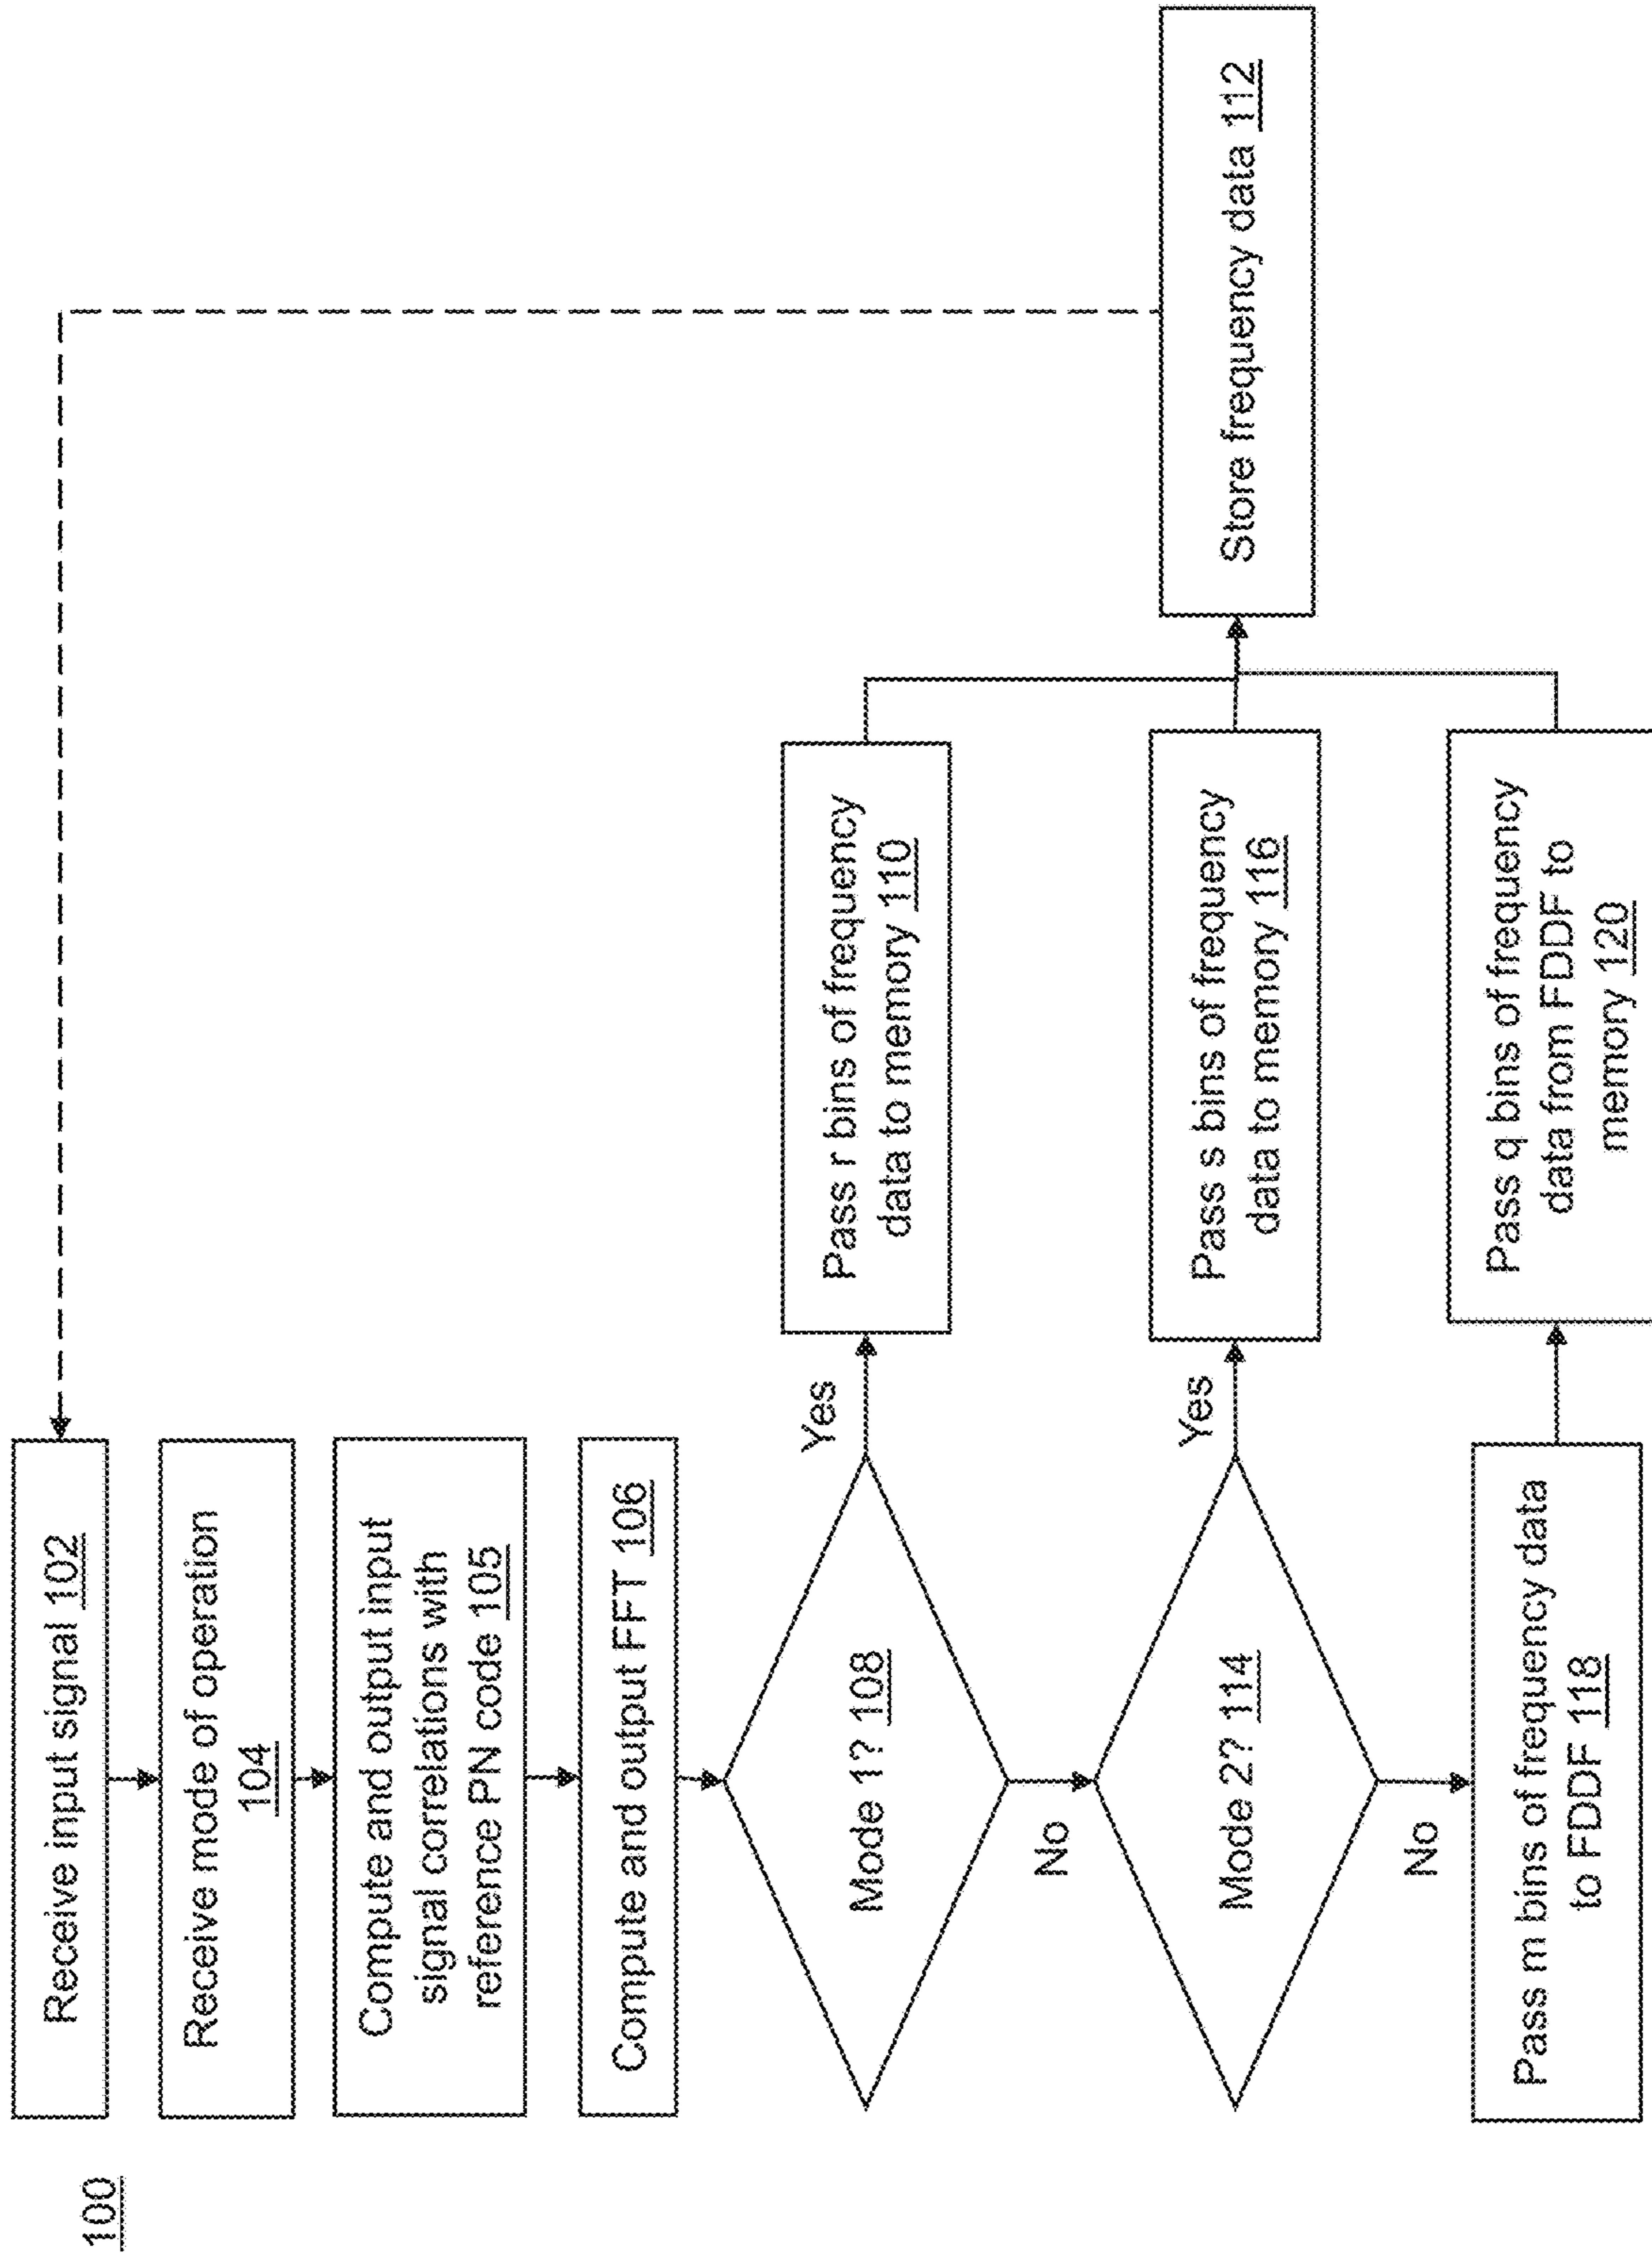 100
Receive input signal 102
Receive mode of operation
104
Compute and output input
signal correlations with
reference PN code 105
Compute and output FFT 106
Mode 1? 108
Yes
Pass r bins of frequency
data to memory 110
No
Mode 2? 114
Yes
Pass s bins of frequency
data to memory 116
No
Pass m bins of frequency data
to FDDF 118
Pass q bins of frequency
data from FDDF to
memory 120
Store frequency data 112